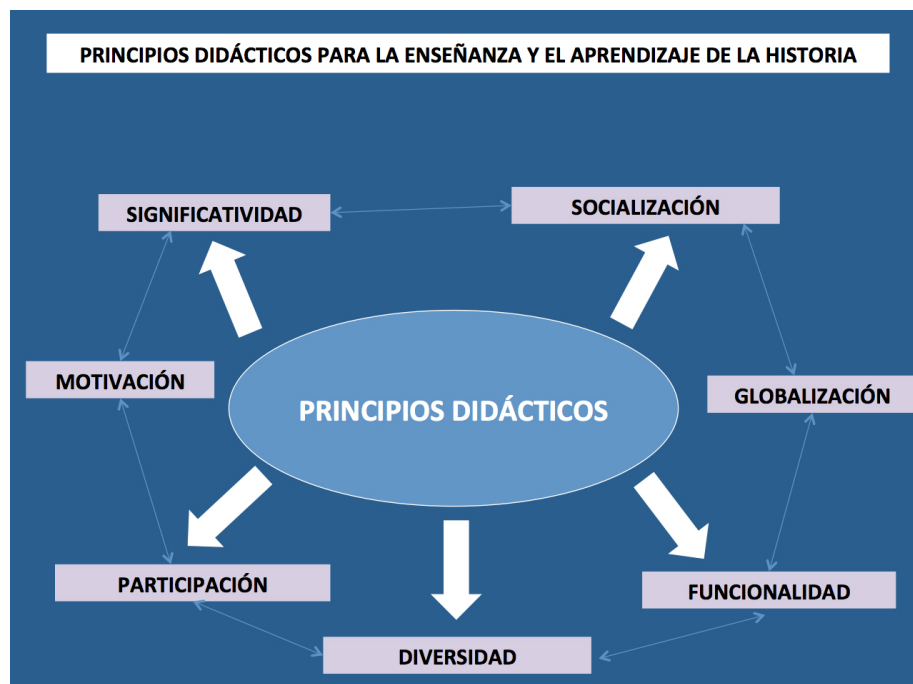 PRINCIPIOS DIDÁCTICOS PARA LA ENSEÑANZA Y EL APRENDIZAJE DE LA HISTORIA
SIGNIFICATIVIDAD
SOCIALIZACIÓN
MOTIVACIÓN
GLOBALIZACIÓN
PRINCIPIOS DIDÁCTICOS
PARTICIPACIÓN
FUNCIONALIDAD
DIVERSIDAD